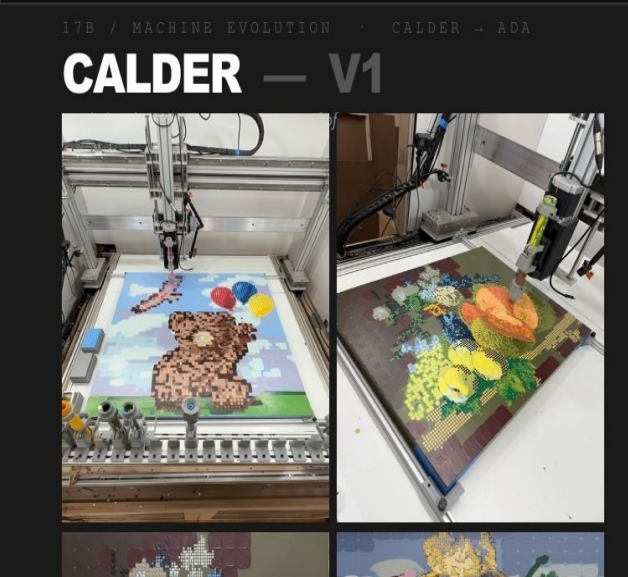 17B / MACHINE EVOLUTION · CALDER → ADA
CALDER — V1